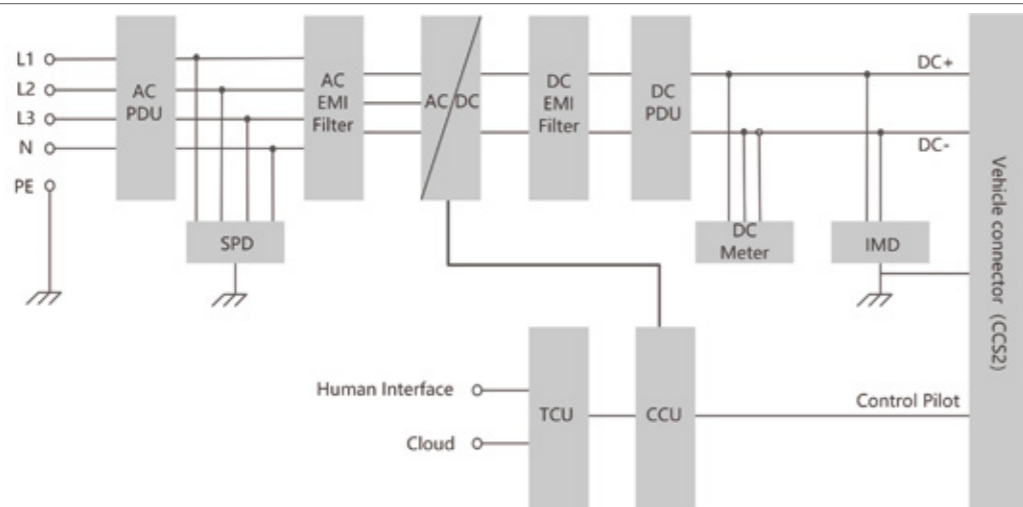 L1
L2
L3
N
PE
AC
PDU
SPD
AC
EMI
Filter
AC/DC
DC
EMI
Filter
DC
PDU
DC+
DC-
DC
Meter
IMD
Vehicle connector (CCS2)
Human Interface
Cloud
TCU
CCU
Control Pilot